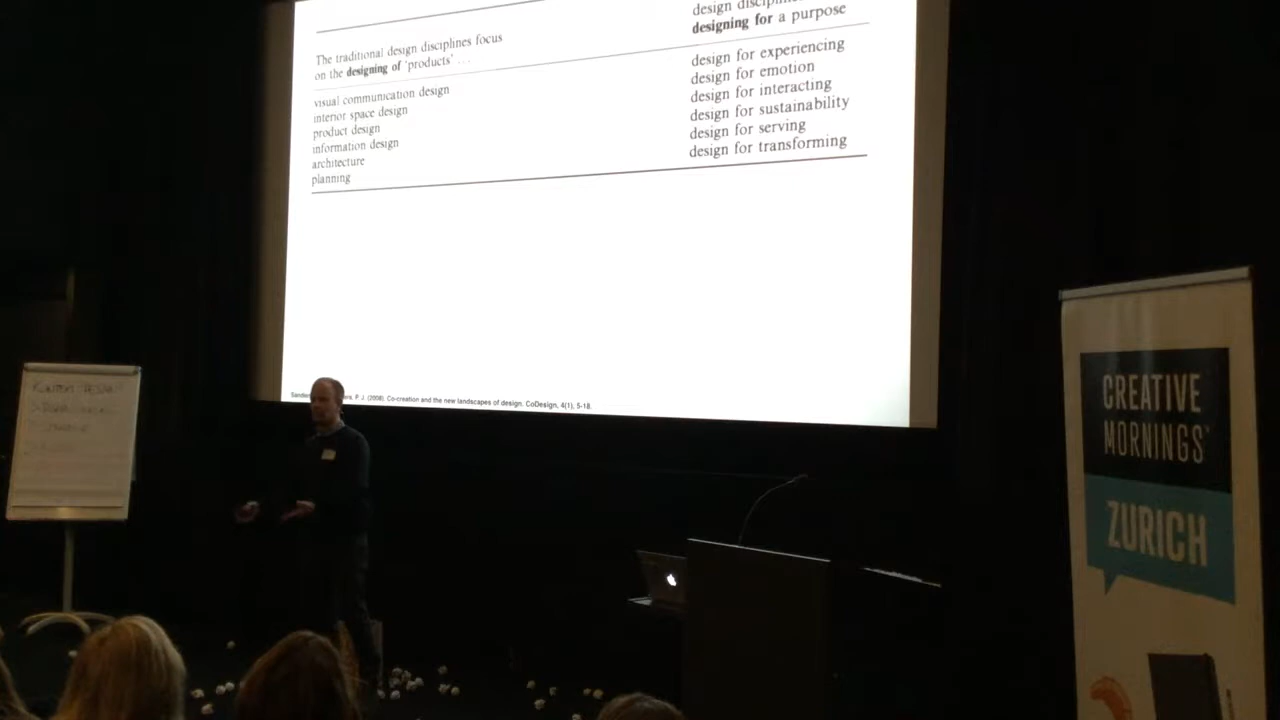 designing for a purpose
The traditional design disciplines focus
on the designing of 'products' ...
visual communication design
interior space design
product design
information design
architecture
planning
design for experiencing
design for emotion
design for interacting
design for sustainability
design for serving
design for transforming
P. J. (2008). Co-creation and the new landscapes of design. CoDesign, 4(1), 5-18.
CREATIVE
MORNINGS
ZURICH